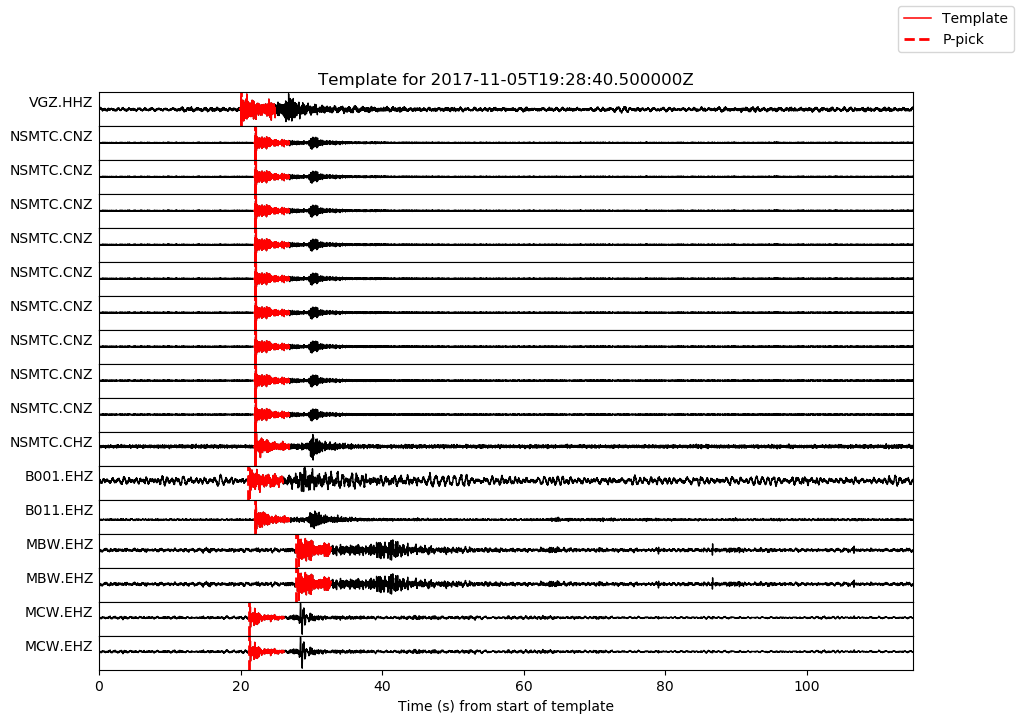 Template
P-pick
Template for 2017-11-05T19:28:40.500000Z
VGZ.HHZ
NSMTC.CNZ
NSMTC.CNZ
NSMTC.CNZ
NSMTC.CNZ
NSMTC.CNZ
NSMTC.CNZ
NSMTC.CNZ
NSMTC.CNZ
NSMTC.CNZ
NSMTC.CHZ
B001.EHZ
B011.EHZ
MBW.EHZ
MBW.EHZ
MCW.EHZ
MCW.EHZ
0 20 40 60 80 100
Time (s) from start of template